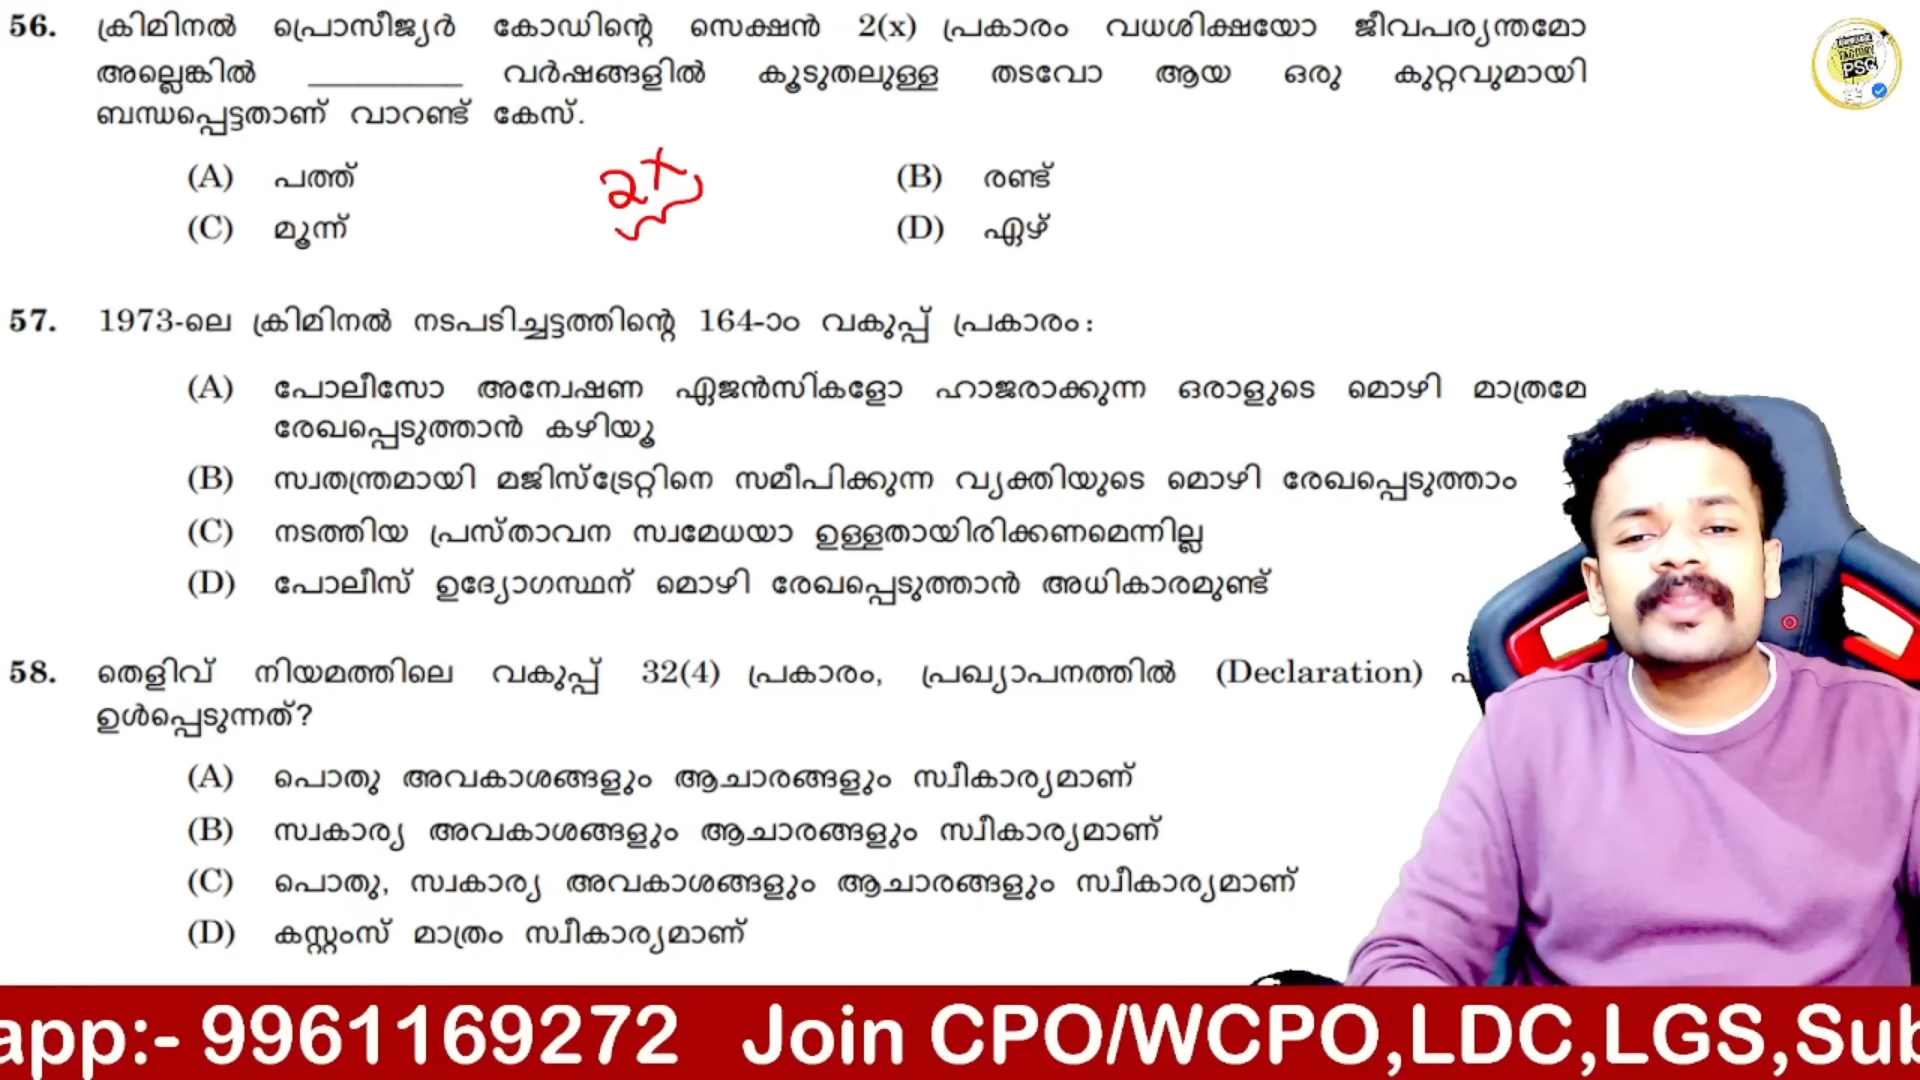 56. ക്രിമിനൽ പ്രൊസീജ്യർ കോഡിന്റെ സെക്ഷൻ 2(x) പ്രകാരം വധശിക്ഷയോ ജീവപര്യന്തമോ
അല്ലെങ്കിൽ __________ വർഷങ്ങളിൽ കൂടുതലുള്ള തടവോ ആയ ഒരു കുറ്റവുമായി
ബന്ധപ്പെട്ടതാണ് വാറണ്ട് കേസ്.
(A) പത്ത് (B) രണ്ട്
2x
(C) മൂന്ന് (D) ഏഴ്
57. 1973-ലെ ക്രിമിനൽ നടപടിച്ചട്ടത്തിന്റെ 164-ാം വകുപ്പ് പ്രകാരം :
(A) പോലീസോ അന്വേഷണ ഏജൻസികളോ ഹാജരാക്കുന്ന ഒരാളുടെ മൊഴി മാത്രമേ
രേഖപ്പെടുത്താൻ കഴിയൂ
(B) സ്വതന്ത്രമായി മജിസ്ട്രേറ്റിനെ സമീപിക്കുന്ന വ്യക്തിയുടെ മൊഴി രേഖപ്പെടുത്താം
(C) നടത്തിയ പ്രസ്താവന സ്വമേധയാ ഉള്ളതായിരിക്കണമെന്നില്ല
(D) പോലീസ് ഉദ്യോഗസ്ഥന് മൊഴി രേഖപ്പെടുത്താൻ അധികാരമുണ്ട്
58. തെളിവ് നിയമത്തിലെ വകുപ്പ് 32(4) പ്രകാരം, പ്രഖ്യാപനത്തിൽ (Declaration)
ഉൾപ്പെടുന്നത്?
(A) പൊതു അവകാശങ്ങളും ആചാരങ്ങളും സ്വീകാര്യമാണ്
(B) സ്വകാര്യ അവകാശങ്ങളും ആചാരങ്ങളും സ്വീകാര്യമാണ്
(C) പൊതു, സ്വകാര്യ അവകാശങ്ങളും ആചാരങ്ങളും സ്വീകാര്യമാണ്
(D) കസ്റ്റംസ് മാത്രം സ്വീകാര്യമാണ്
PSC
app:- 9961169272 Join CPO/WCPO,LDC,LGS,Sub